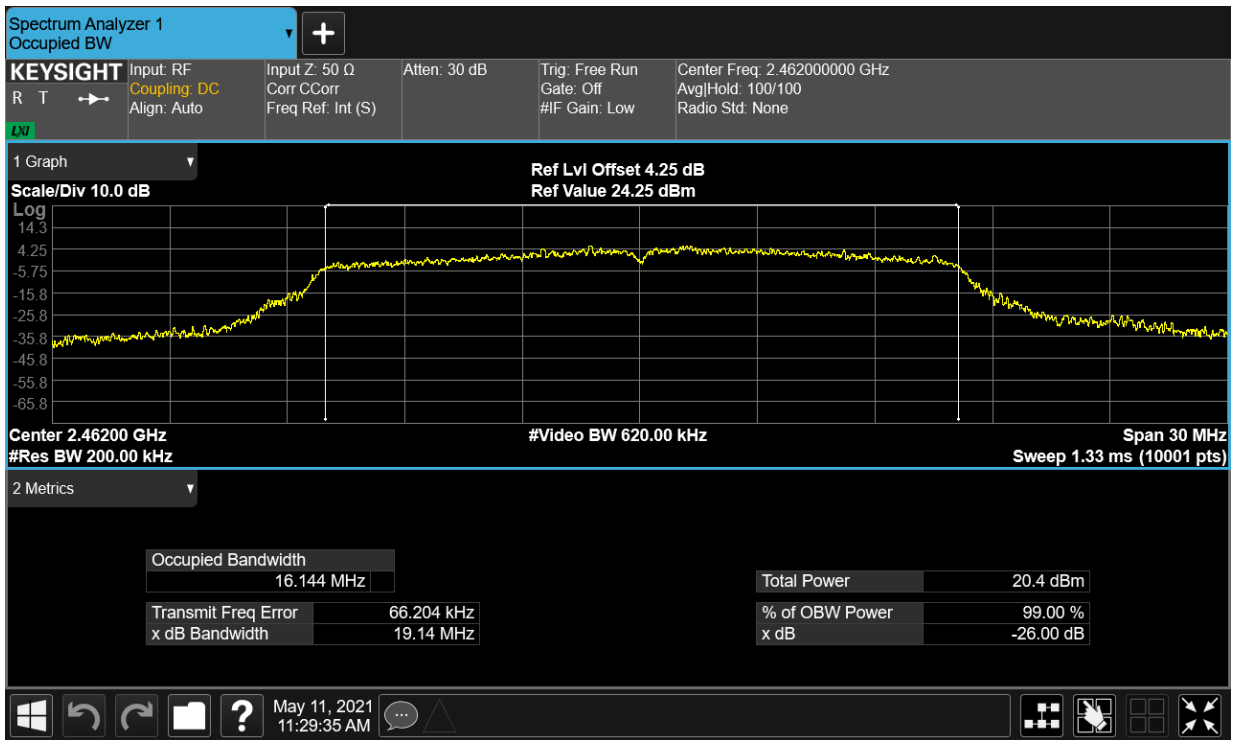 Spectrum Analyzer 1
Occupied BW
▼
+
KEYSIGHT
R T
LXI
Input: RF
Coupling: DC
Align: Auto
Input Z: 50 Ω
Corr CCorr
Freq Ref: Int (S)
Atten: 30 dB
Trig: Free Run
Gate: Off
#IF Gain: Low
Center Freq: 2.462000000 GHz
Avg|Hold: 100/100
Radio Std: None
1 Graph ▼
Scale/Div 10.0 dB
Ref Lvl Offset 4.25 dB
Ref Value 24.25 dBm
Log
14.3
4.25
-5.75
-15.8
-25.8
-35.8
-45.8
-55.8
-65.8
Center 2.46200 GHz
#Res BW 200.00 kHz
#Video BW 620.00 kHz
Span 30 MHz
Sweep 1.33 ms (10001 pts)
2 Metrics ▼
Occupied Bandwidth
16.144 MHz
Total Power 20.4 dBm
Transmit Freq Error 66.204 kHz
x dB Bandwidth 19.14 MHz
% of OBW Power 99.00 %
x dB -26.00 dB
?
May 11, 2021
11:29:35 AM